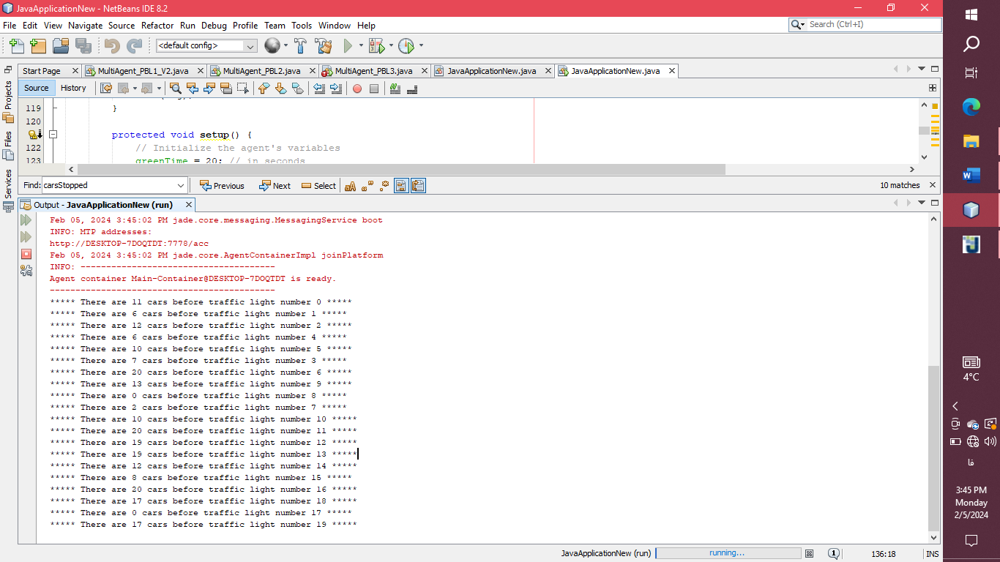 JavaApplicationNew - NetBeans IDE 8.2
File Edit View Navigate Source Refactor Run Debug Profile Team Tools Window Help
Search (Ctrl+I)
<default config>
Start Page MultiAgent_PBL1_V2.java MultiAgent_PBL2.java MultiAgent_PBL3.java JavaApplicationNew.java JavaApplicationNew.java
Projects
Files
Services
Source History
119 }
120
protected void setup() {
122 // Initialize the agent's variables
123 greenTime = 20; // in seconds
Find: carsStopped Previous Next Select 10 matches
Output - JavaApplicationNew (run)
Feb 05, 2024 3:45:02 PM jade.core.messaging.MessagingService boot
INFO: MTP addresses:
http://DESKTOP-7DOQTDT:7778/acc
Feb 05, 2024 3:45:02 PM jade.core.AgentContainerImpl joinPlatform
INFO: --------------------------------------
Agent container Main-Container@DESKTOP-7DOQTDT is ready.
--------------------------------------------
***** There are 11 cars before traffic light number 0 *****
***** There are 6 cars before traffic light number 1 *****
***** There are 12 cars before traffic light number 2 *****
***** There are 6 cars before traffic light number 4 *****
***** There are 10 cars before traffic light number 5 *****
***** There are 7 cars before traffic light number 3 *****
***** There are 20 cars before traffic light number 6 *****
***** There are 13 cars before traffic light number 9 *****
***** There are 0 cars before traffic light number 8 *****
***** There are 2 cars before traffic light number 7 *****
***** There are 10 cars before traffic light number 10 *****
***** There are 20 cars before traffic light number 11 *****
***** There are 19 cars before traffic light number 12 *****
***** There are 19 cars before traffic light number 13 *****
***** There are 12 cars before traffic light number 14 *****
***** There are 8 cars before traffic light number 15 *****
***** There are 20 cars before traffic light number 16 *****
***** There are 17 cars before traffic light number 18 *****
***** There are 0 cars before traffic light number 17 *****
***** There are 17 cars before traffic light number 19 *****
JavaApplicationNew (run) running... 1 136:18 INS
4°C
فا
3:45 PM
Monday
2/5/2024